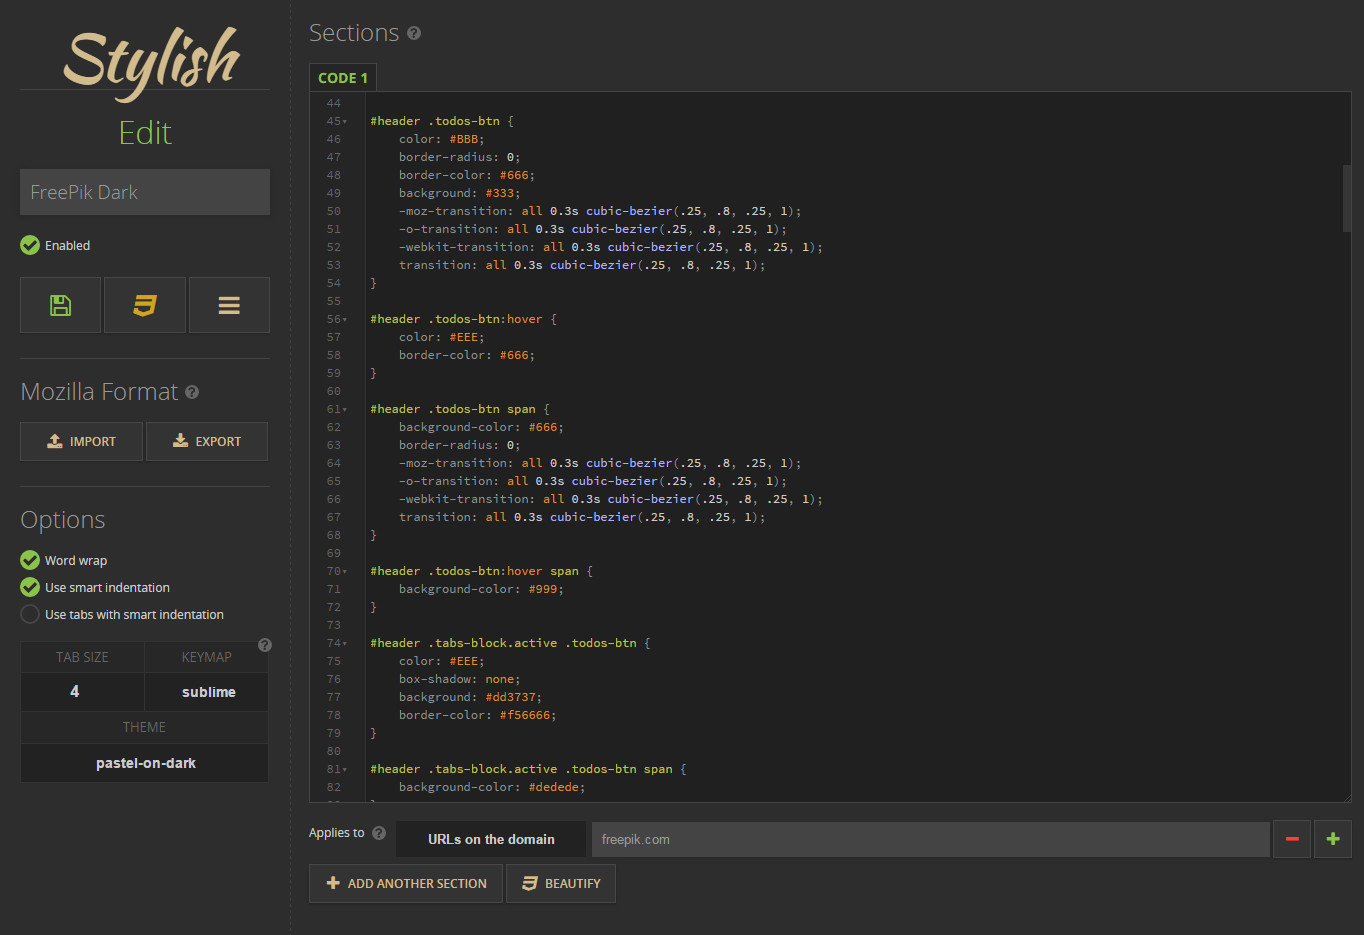 Stylish
Edit
FreePik Dark
Enabled
Mozilla Format ?
IMPORT
EXPORT
Options
Word wrap
Use smart indentation
Use tabs with smart indentation
?
TAB SIZE
KEYMAP
4
sublime
THEME
pastel-on-dark
Sections ?
CODE 1
44
45 #header .todos-btn {
46 color: #BBB;
47 border-radius: 0;
48 border-color: #666;
49 background: #333;
50 -moz-transition: all 0.3s cubic-bezier(.25, .8, .25, 1);
51 -o-transition: all 0.3s cubic-bezier(.25, .8, .25, 1);
52 -webkit-transition: all 0.3s cubic-bezier(.25, .8, .25, 1);
53 transition: all 0.3s cubic-bezier(.25, .8, .25, 1);
54 }
55
56 #header .todos-btn:hover {
57 color: #EEE;
58 border-color: #666;
59 }
60
61 #header .todos-btn span {
62 background-color: #666;
63 border-radius: 0;
64 -moz-transition: all 0.3s cubic-bezier(.25, .8, .25, 1);
65 -o-transition: all 0.3s cubic-bezier(.25, .8, .25, 1);
66 -webkit-transition: all 0.3s cubic-bezier(.25, .8, .25, 1);
67 transition: all 0.3s cubic-bezier(.25, .8, .25, 1);
68 }
69
70 #header .todos-btn:hover span {
71 background-color: #999;
72 }
73
74 #header .tabs-block.active .todos-btn {
75 color: #EEE;
76 box-shadow: none;
77 background: #dd3737;
78 border-color: #f56666;
79 }
80
81 #header .tabs-block.active .todos-btn span {
82 background-color: #dedede;
Applies to ?
URLs on the domain
freepik.com
ADD ANOTHER SECTION
BEAUTIFY